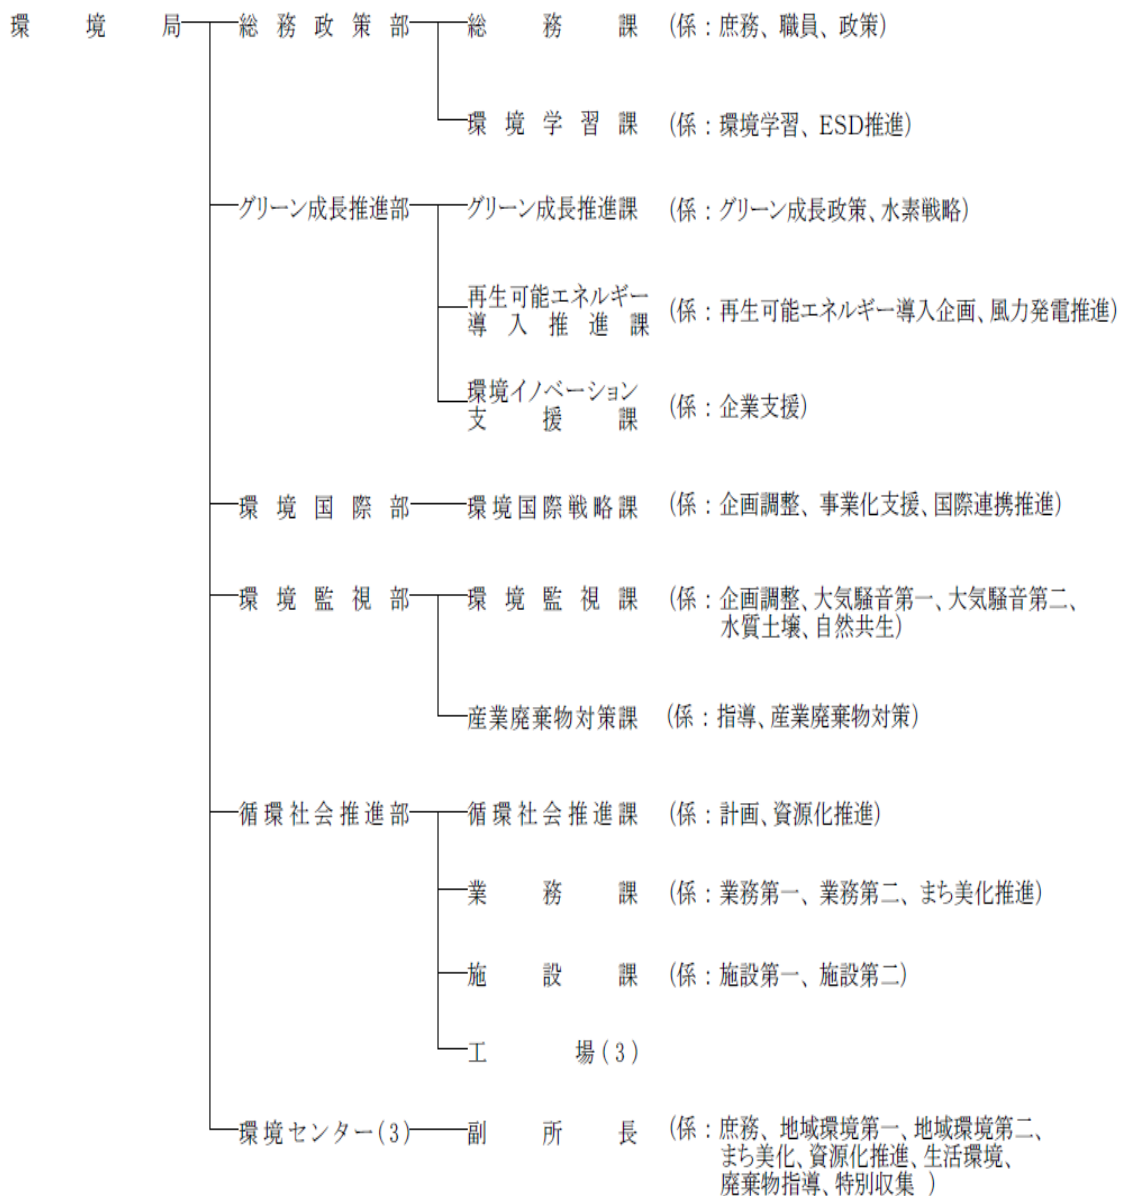 環境局 総務政策部 総務課 (係：庶務、職員、政策)
環境学習課 (係：環境学習、ESD推進)
グリーン成長推進部 グリーン成長推進課 (係：グリーン成長政策、水素戦略)
再生可能エネルギー
導入推進課 (係：再生可能エネルギー導入企画、風力発電推進)
環境イノベーション
支援課 (係：企業支援)
環境国際部 環境国際戦略課 (係：企画調整、事業化支援、国際連携推進)
環境監視部 環境監視課 (係：企画調整、大気騒音第一、大気騒音第二、
水質土壌、自然共生)
産業廃棄物対策課 (係：指導、産業廃棄物対策)
循環社会推進部 循環社会推進課 (係：計画、資源化推進)
業務課 (係：業務第一、業務第二、まち美化推進)
施設課 (係：施設第一、施設第二)
工場(3)
環境センター(3) 副所長 (係：庶務、地域環境第一、地域環境第二、
まち美化、資源化推進、生活環境、
廃棄物指導、特別収集 )